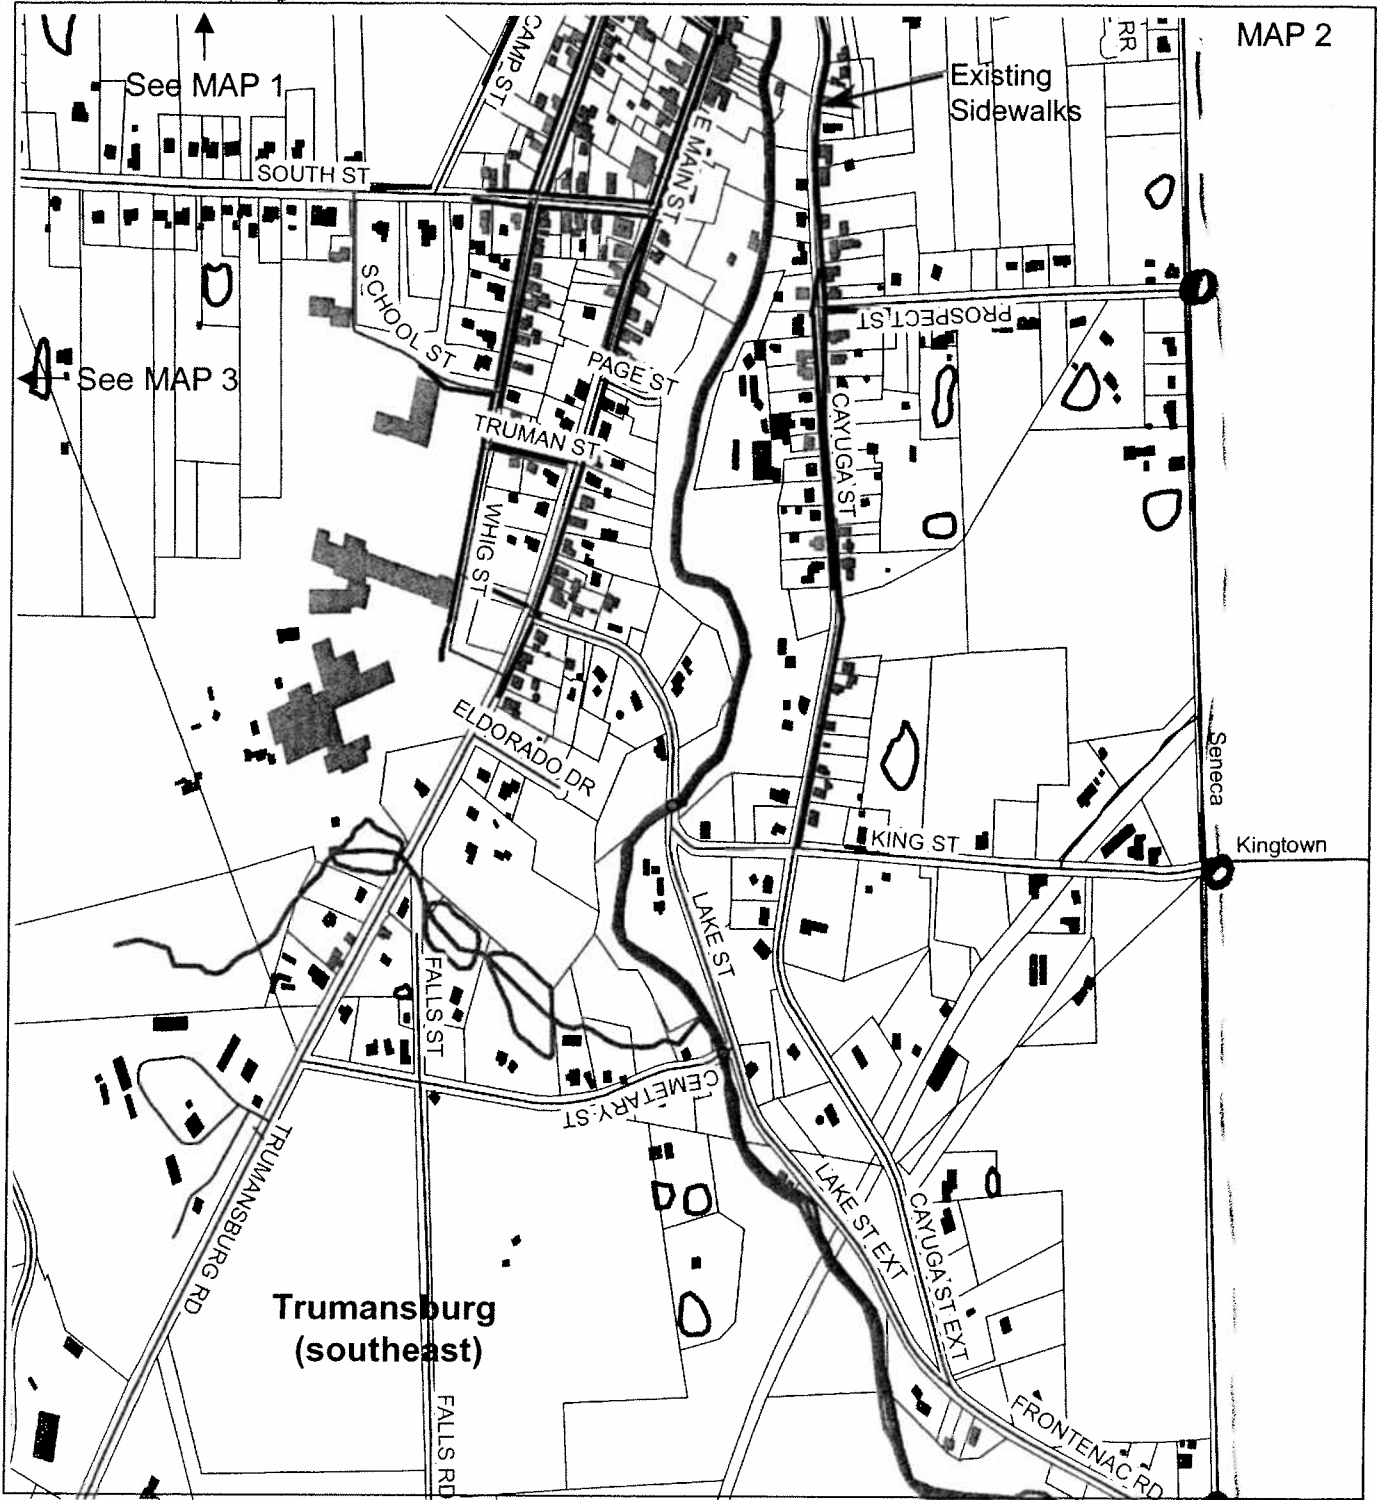 MAP 2
RR
CAMP ST
See MAP 1
Existing
Sidewalks
E MAIN ST
SOUTH ST
SCHOOL ST
PROSPECT ST
PAGE ST
See MAP 3
CAYUGA ST
TRUMAN ST
WHIG ST
ELDORADO DR
Seneca
KING ST
Kingtown
LAKE ST
FALLS ST
CEMETARY ST
TRUMANSBURG RD
LAKE ST EXT
CAYUGA ST EXT
Trumansburg
(southeast)
FALLS RD
FRONTENAC RD